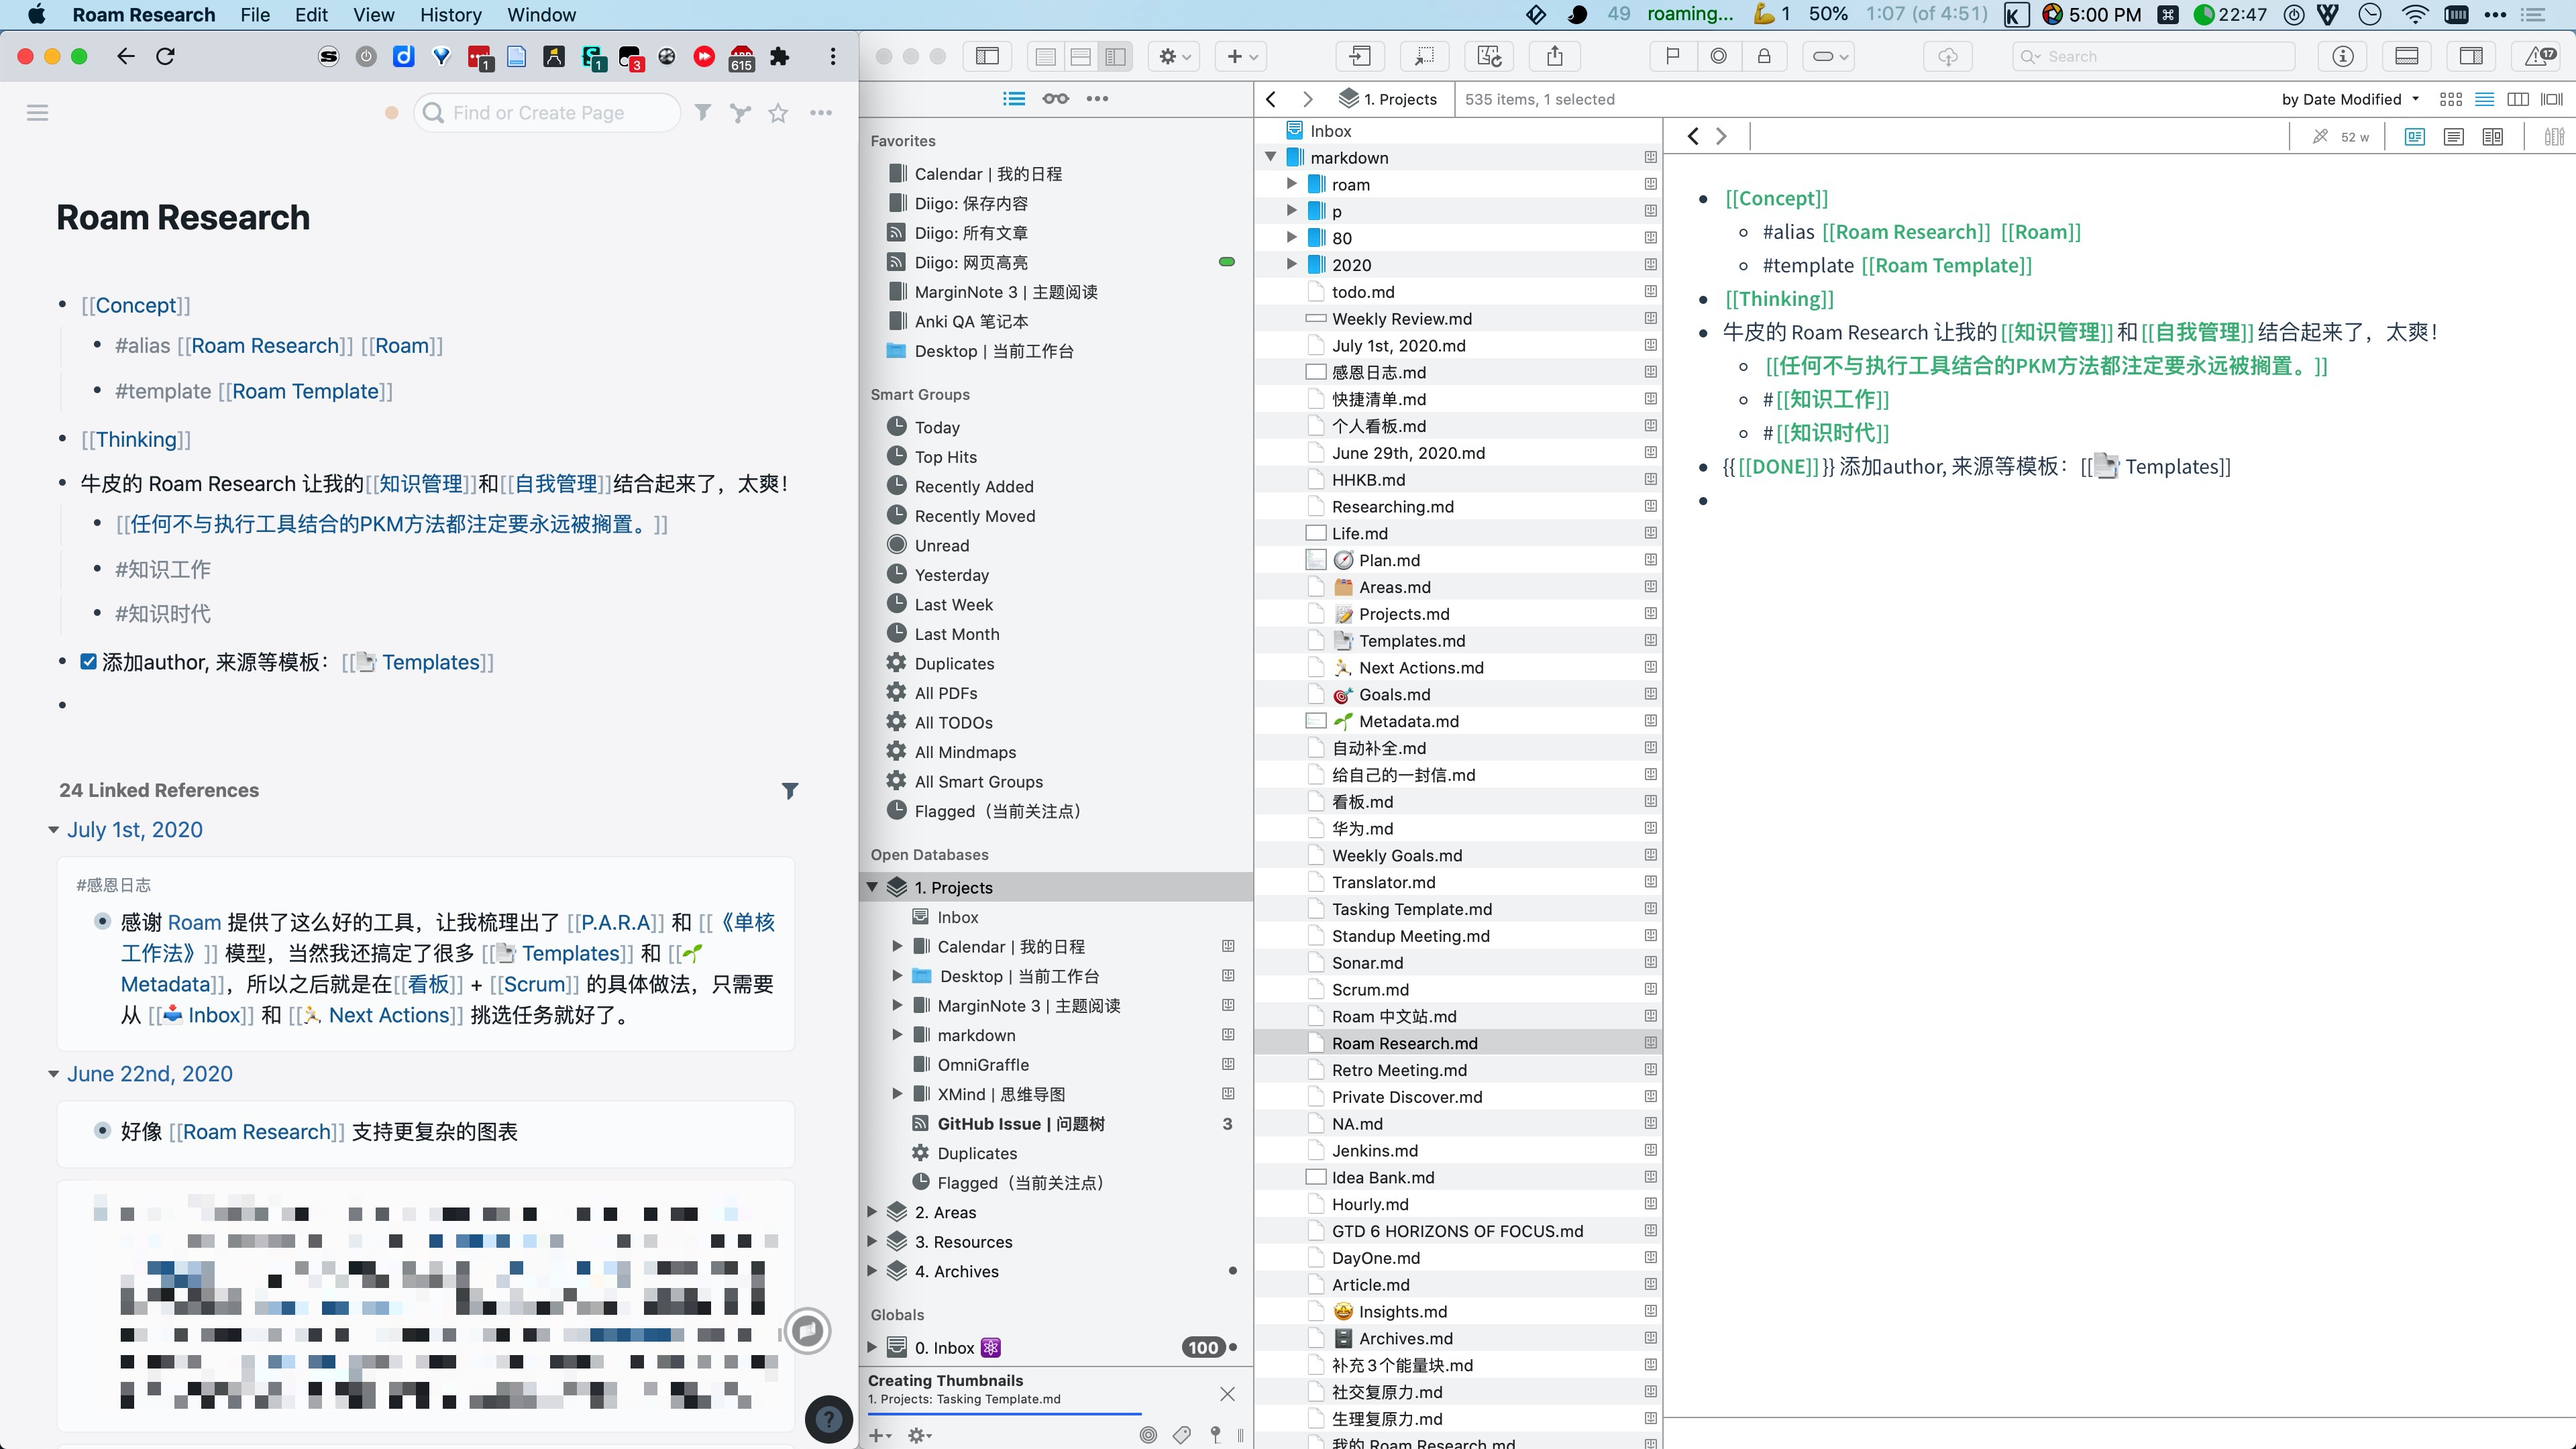 Roam Research File Edit View History Window
49 roaming... 1 50% 1:07 (of 4:51) K 5:00 PM 22:47
1 1 3 615
Find or Create Page
Roam Research
[[Concept]]
#alias [[Roam Research]] [[Roam]]
#template [[Roam Template]]
[[Thinking]]
牛皮的 Roam Research 让我的[[知识管理]]和[[自我管理]]结合起来了，太爽！
[[任何不与执行工具结合的PKM方法都注定要永远被搁置。]]
#知识工作
#知识时代
添加author, 来源等模板：[[📑 Templates]]
24 Linked References
July 1st, 2020
#感恩日志
感谢 Roam 提供了这么好的工具，让我梳理出了 [[P.A.R.A]] 和 [[《单核
工作法》]] 模型，当然我还搞定了很多 [[📑 Templates]] 和 [[🌱
Metadata]]，所以之后就是在[[看板]] + [[Scrum]] 的具体做法，只需要
从 [[📥 Inbox]] 和 [[🏃 Next Actions]] 挑选任务就好了。
June 22nd, 2020
好像 [[Roam Research]] 支持更复杂的图表
?
Search
17
Favorites
Calendar | 我的日程
Diigo: 保存内容
Diigo: 所有文章
Diigo: 网页高亮
MarginNote 3 | 主题阅读
Anki QA 笔记本
Desktop | 当前工作台
Smart Groups
Today
Top Hits
Recently Added
Recently Moved
Unread
Yesterday
Last Week
Last Month
Duplicates
All PDFs
All TODOs
All Mindmaps
All Smart Groups
Flagged（当前关注点）
Open Databases
1. Projects
Inbox
Calendar | 我的日程
Desktop | 当前工作台
MarginNote 3 | 主题阅读
markdown
OmniGraffle
XMind | 思维导图
GitHub Issue | 问题树 3
Duplicates
Flagged（当前关注点）
2. Areas
3. Resources
4. Archives
Globals
0. Inbox 100
Creating Thumbnails
1. Projects: Tasking Template.md
1. Projects 535 items, 1 selected by Date Modified
Inbox
markdown
roam
p
80
2020
todo.md
Weekly Review.md
July 1st, 2020.md
感恩日志.md
快捷清单.md
个人看板.md
June 29th, 2020.md
HHKB.md
Researching.md
Life.md
Plan.md
Areas.md
Projects.md
Templates.md
Next Actions.md
Goals.md
Metadata.md
自动补全.md
给自己的一封信.md
看板.md
华为.md
Weekly Goals.md
Translator.md
Tasking Template.md
Standup Meeting.md
Sonar.md
Scrum.md
Roam 中文站.md
Roam Research.md
Retro Meeting.md
Private Discover.md
NA.md
Jenkins.md
Idea Bank.md
Hourly.md
GTD 6 HORIZONS OF FOCUS.md
DayOne.md
Article.md
Insights.md
Archives.md
补充3个能量块.md
社交复原力.md
生理复原力.md
我的 Roam Research.md
52 w
[[Concept]]
#alias [[Roam Research]] [[Roam]]
#template [[Roam Template]]
[[Thinking]]
牛皮的 Roam Research 让我的[[知识管理]]和[[自我管理]]结合起来了，太爽！
[[任何不与执行工具结合的PKM方法都注定要永远被搁置。]]
#[[知识工作]]
#[[知识时代]]
{{[[DONE]]}} 添加author, 来源等模板：[[📑 Templates]]